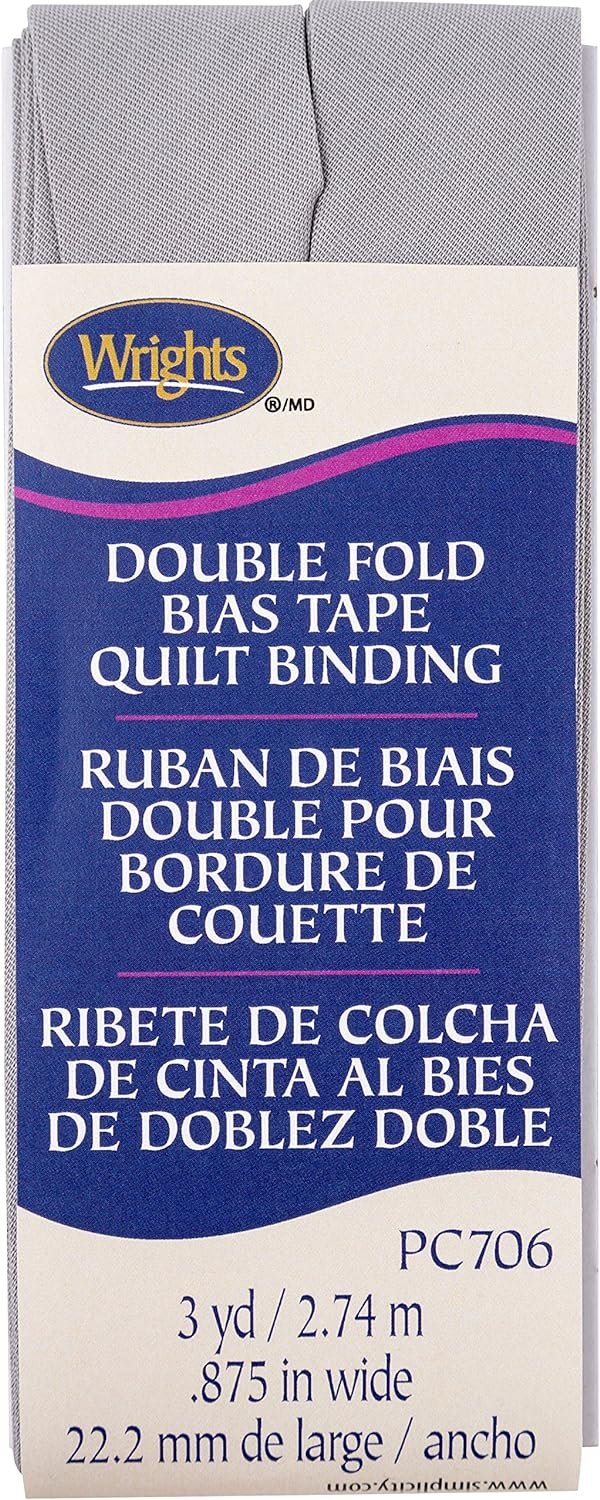 Wrights
®/MD
DOUBLE FOLD
BIAS TAPE
QUILT BINDING
RUBAN DE BIAIS
DOUBLE POUR
BORDURE DE
COUETTE
RIBETE DE COLCHA
DE CINTA AL BIES
DE DOBLEZ DOBLE
PC706
3 yd / 2.74 m
.875 in wide
22.2 mm de large / ancho
www.simplicity.com